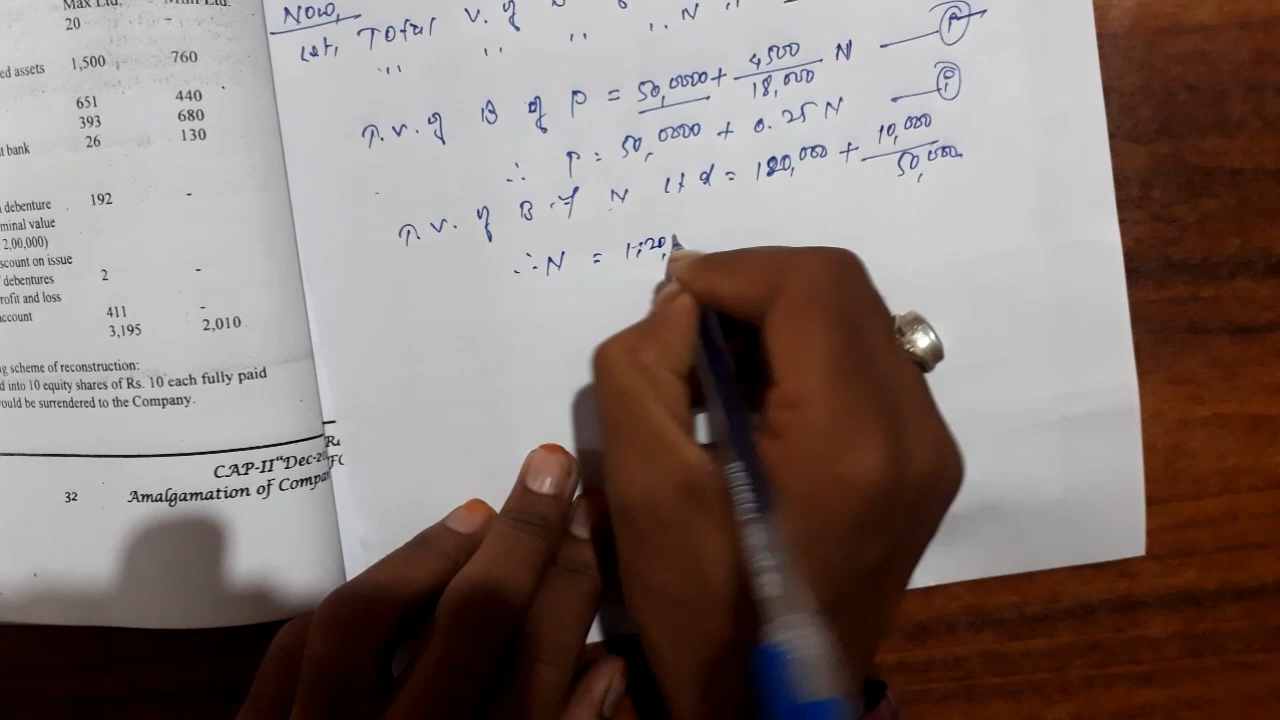 Max Ltd.
20 -
ed assets 1,500 760
651 440
393 680
t bank 26 130
debenture 192 -
minal value
2,00,000)
scount on issue
debentures 2 -
rofit and loss
account 411 -
3,195 2,010
g scheme of reconstruction:
d into 10 equity shares of Rs. 10 each fully paid
ould be surrendered to the Company.
CAP-II "Dec-20
32 Amalgamation of Compa
Now,
Let, Total V. of
,, ,, ,, N ,,
T.V. of B of P = 50,0000 + 4500/18,000 N
∴ P = 50,0000 + 0.25 N
T.V. of B of N Ltd = 120,000 + 10,000/50,000
∴ N = 1,20,